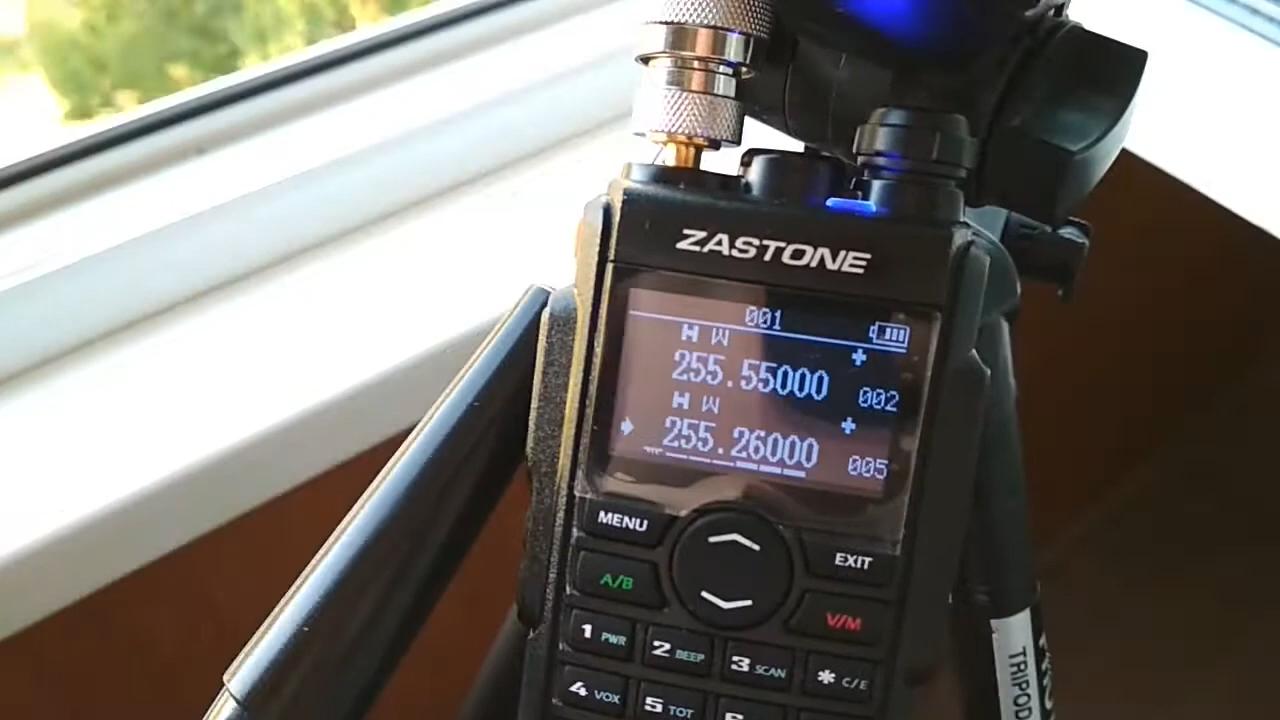 ZASTONE
001
H W
+
255.55000 002
H W
+
255.26000 005
MENU
EXIT
A/B
V/M
1 PWR 2 BEEP 3 SCAN * C/E
4 VOX 5 TOT
TRIPOD